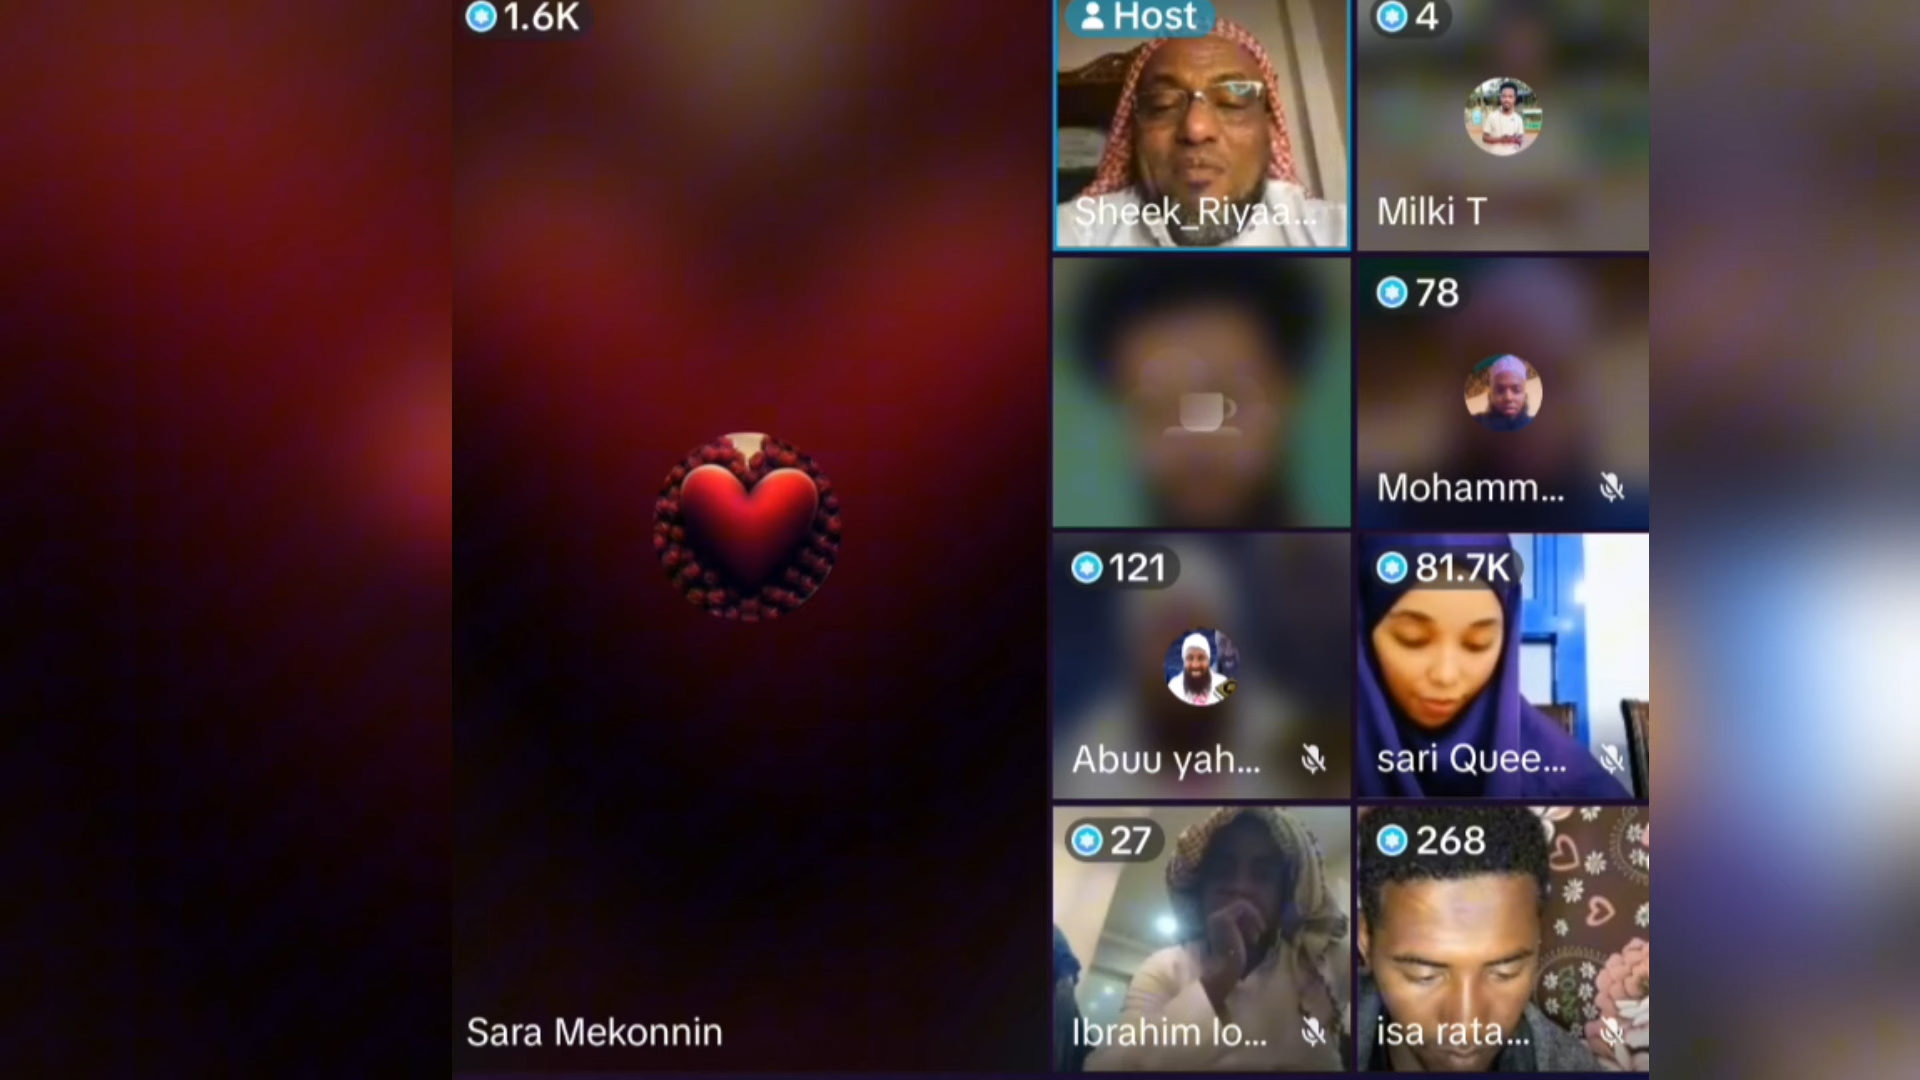 1.6K
Sara Mekonnin
Host
Sheek_Riyaa...
4
Milki T
78
Mohamm...
121
Abuu yah...
81.7K
sari Quee...
27
Ibrahim lo...
268
isa rata...